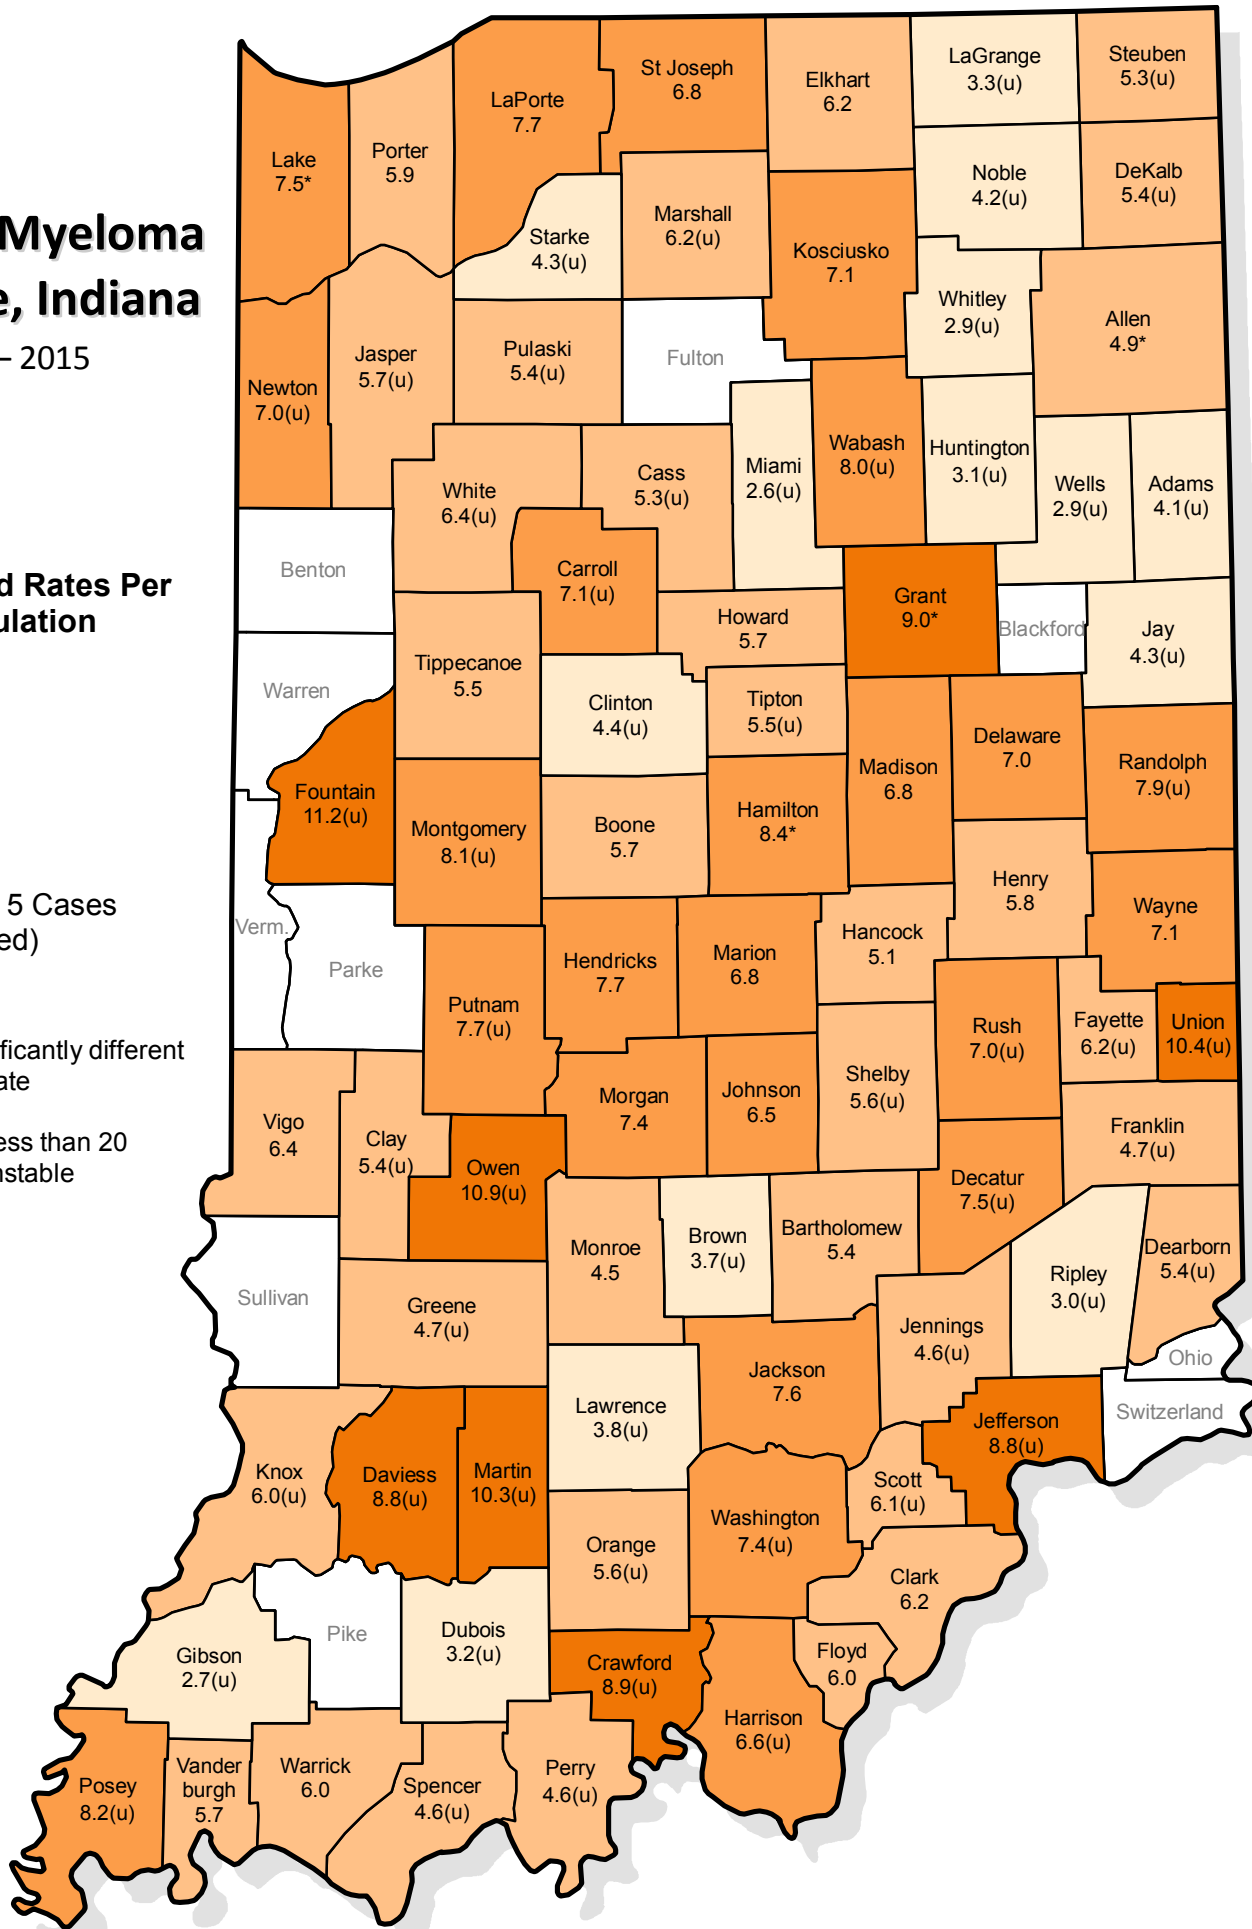 Myeloma
e, Indiana
– 2015
d Rates Per
ulation
5 Cases
ed)
ficantly different
ate
ess than 20
nstable
Lake
7.5*
Porter
5.9
LaPorte
7.7
St Joseph
6.8
Elkhart
6.2
LaGrange
3.3(u)
Steuben
5.3(u)
Noble
4.2(u)
DeKalb
5.4(u)
Starke
4.3(u)
Marshall
6.2(u)
Kosciusko
7.1
Whitley
2.9(u)
Allen
4.9*
Newton
7.0(u)
Jasper
5.7(u)
Pulaski
5.4(u)
Fulton
White
6.4(u)
Cass
5.3(u)
Miami
2.6(u)
Wabash
8.0(u)
Huntington
3.1(u)
Wells
2.9(u)
Adams
4.1(u)
Benton
Carroll
7.1(u)
Howard
5.7
Grant
9.0*
Blackford
Jay
4.3(u)
Warren
Tippecanoe
5.5
Clinton
4.4(u)
Tipton
5.5(u)
Fountain
11.2(u)
Montgomery
8.1(u)
Boone
5.7
Hamilton
8.4*
Madison
6.8
Delaware
7.0
Randolph
7.9(u)
Henry
5.8
Wayne
7.1
Verm.
Parke
Putnam
7.7(u)
Hendricks
7.7
Marion
6.8
Hancock
5.1
Rush
7.0(u)
Fayette
6.2(u)
Union
10.4(u)
Vigo
6.4
Clay
5.4(u)
Owen
10.9(u)
Morgan
7.4
Johnson
6.5
Shelby
5.6(u)
Decatur
7.5(u)
Franklin
4.7(u)
Sullivan
Greene
4.7(u)
Monroe
4.5
Brown
3.7(u)
Bartholomew
5.4
Jennings
4.6(u)
Ripley
3.0(u)
Dearborn
5.4(u)
Ohio
Switzerland
Knox
6.0(u)
Daviess
8.8(u)
Martin
10.3(u)
Lawrence
3.8(u)
Jackson
7.6
Jefferson
8.8(u)
Scott
6.1(u)
Orange
5.6(u)
Washington
7.4(u)
Clark
6.2
Gibson
2.7(u)
Pike
Dubois
3.2(u)
Crawford
8.9(u)
Harrison
6.6(u)
Floyd
6.0
Posey
8.2(u)
Vander
burgh
5.7
Warrick
6.0
Spencer
4.6(u)
Perry
4.6(u)